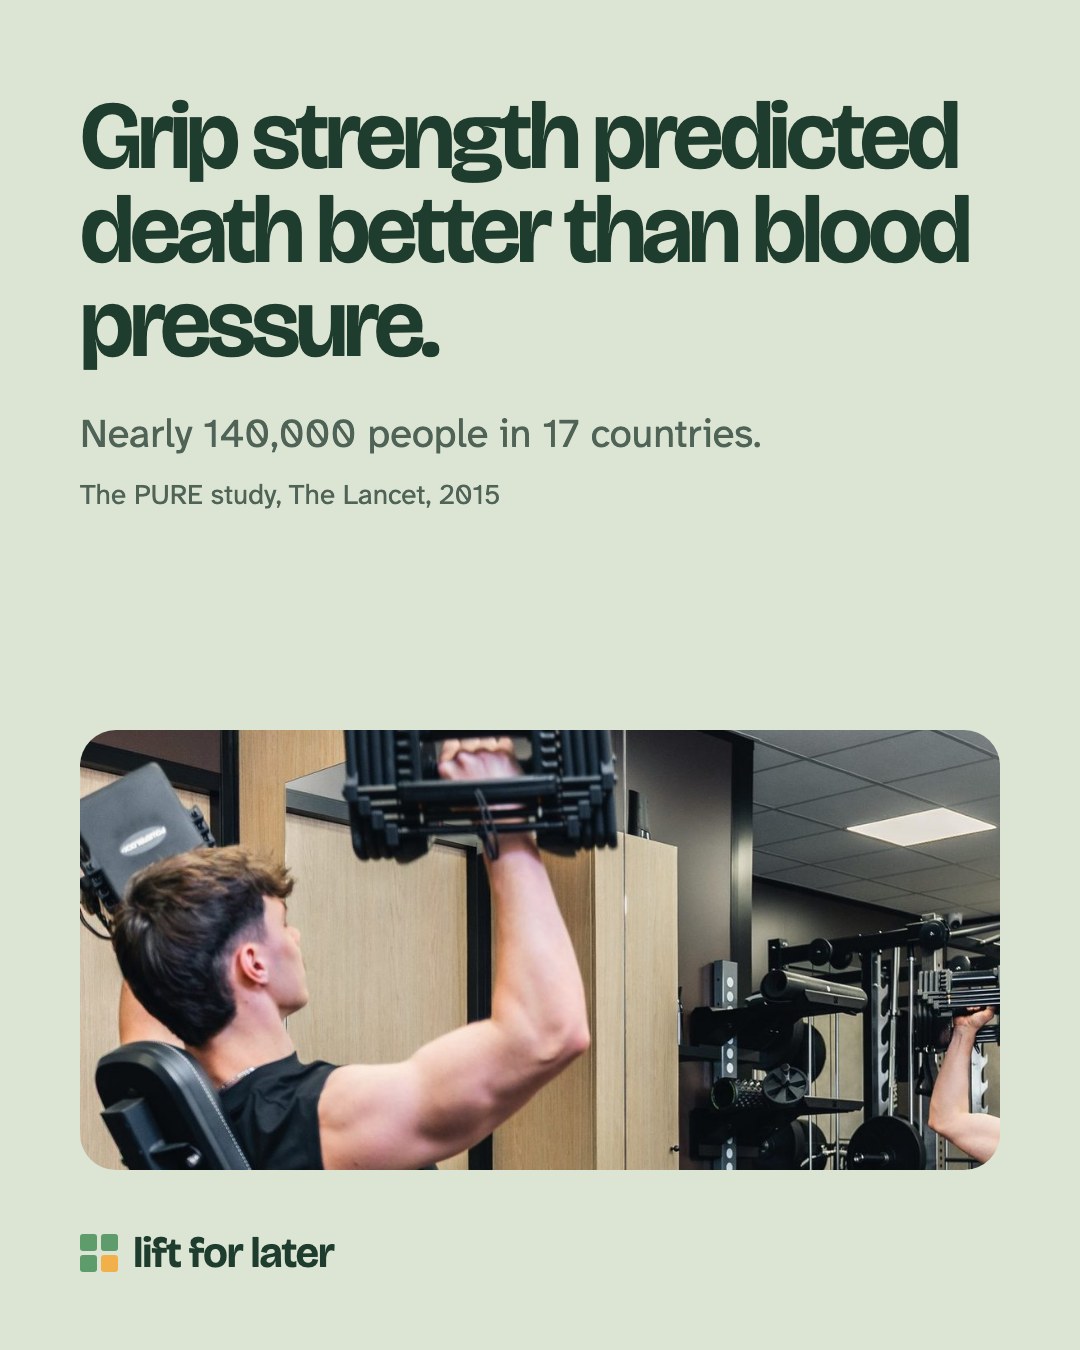 Grip strength predicted
death better than blood
pressure.
Nearly 140,000 people in 17 countries.
The PURE study, The Lancet, 2015
lift for later